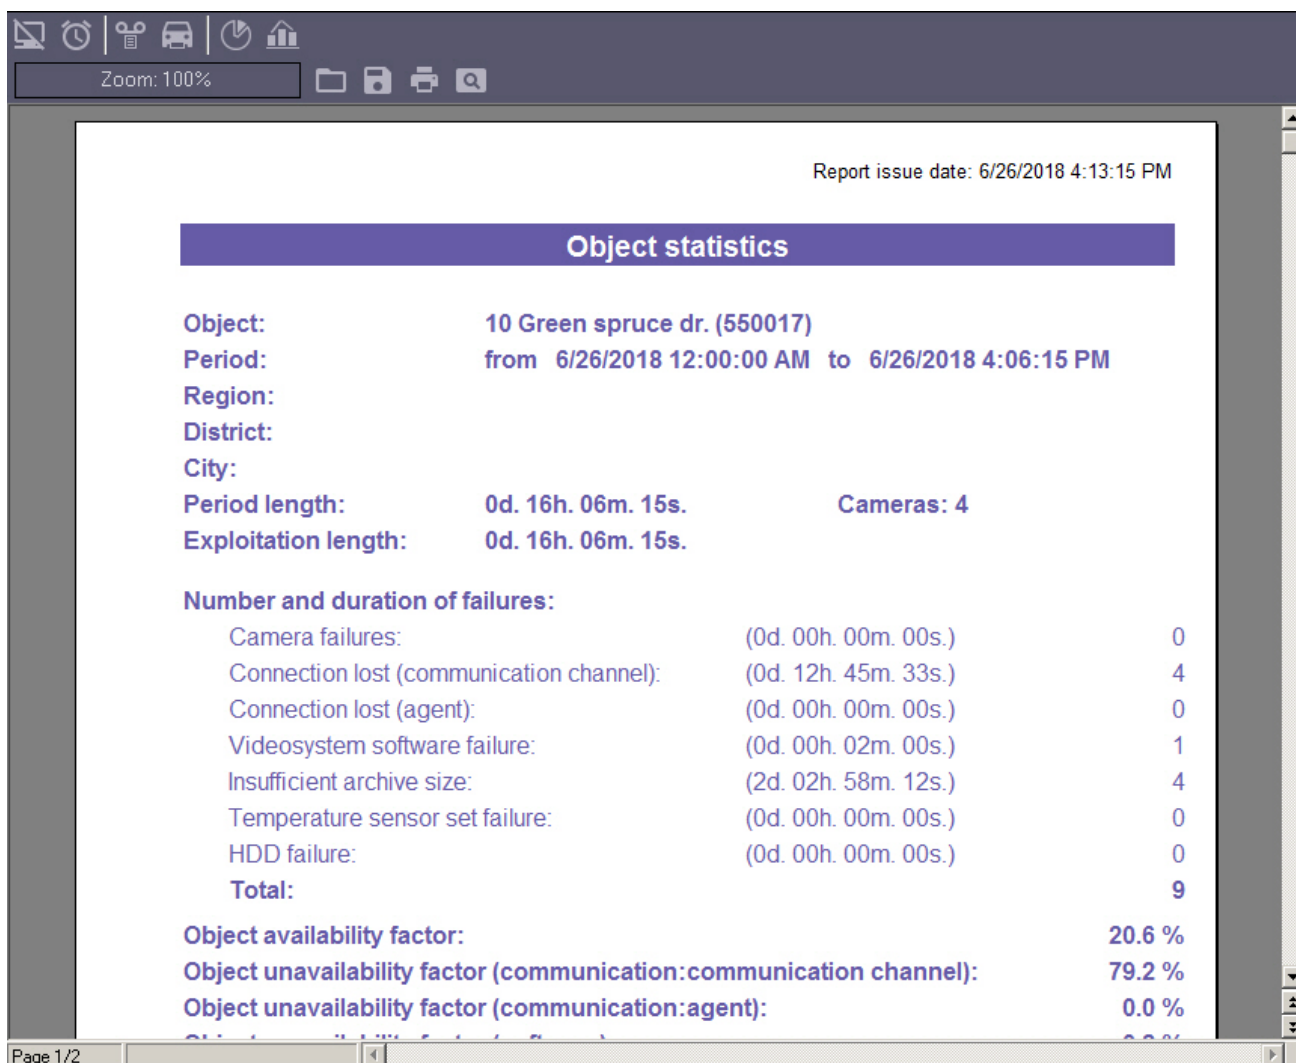 Zoom: 100%
Report issue date: 6/26/2018 4:13:15 PM
Object statistics
Object: 10 Green spruce dr. (550017)
Period: from 6/26/2018 12:00:00 AM to 6/26/2018 4:06:15 PM
Region:
District:
City:
Period length: 0d. 16h. 06m. 15s. Cameras: 4
Exploitation length: 0d. 16h. 06m. 15s.
Number and duration of failures:
Camera failures: (0d. 00h. 00m. 00s.) 0
Connection lost (communication channel): (0d. 12h. 45m. 33s.) 4
Connection lost (agent): (0d. 00h. 00m. 00s.) 0
Videosystem software failure: (0d. 00h. 02m. 00s.) 1
Insufficient archive size: (2d. 02h. 58m. 12s.) 4
Temperature sensor set failure: (0d. 00h. 00m. 00s.) 0
HDD failure: (0d. 00h. 00m. 00s.) 0
Total: 9
Object availability factor: 20.6 %
Object unavailability factor (communication:communication channel): 79.2 %
Object unavailability factor (communication:agent): 0.0 %
Page 1/2